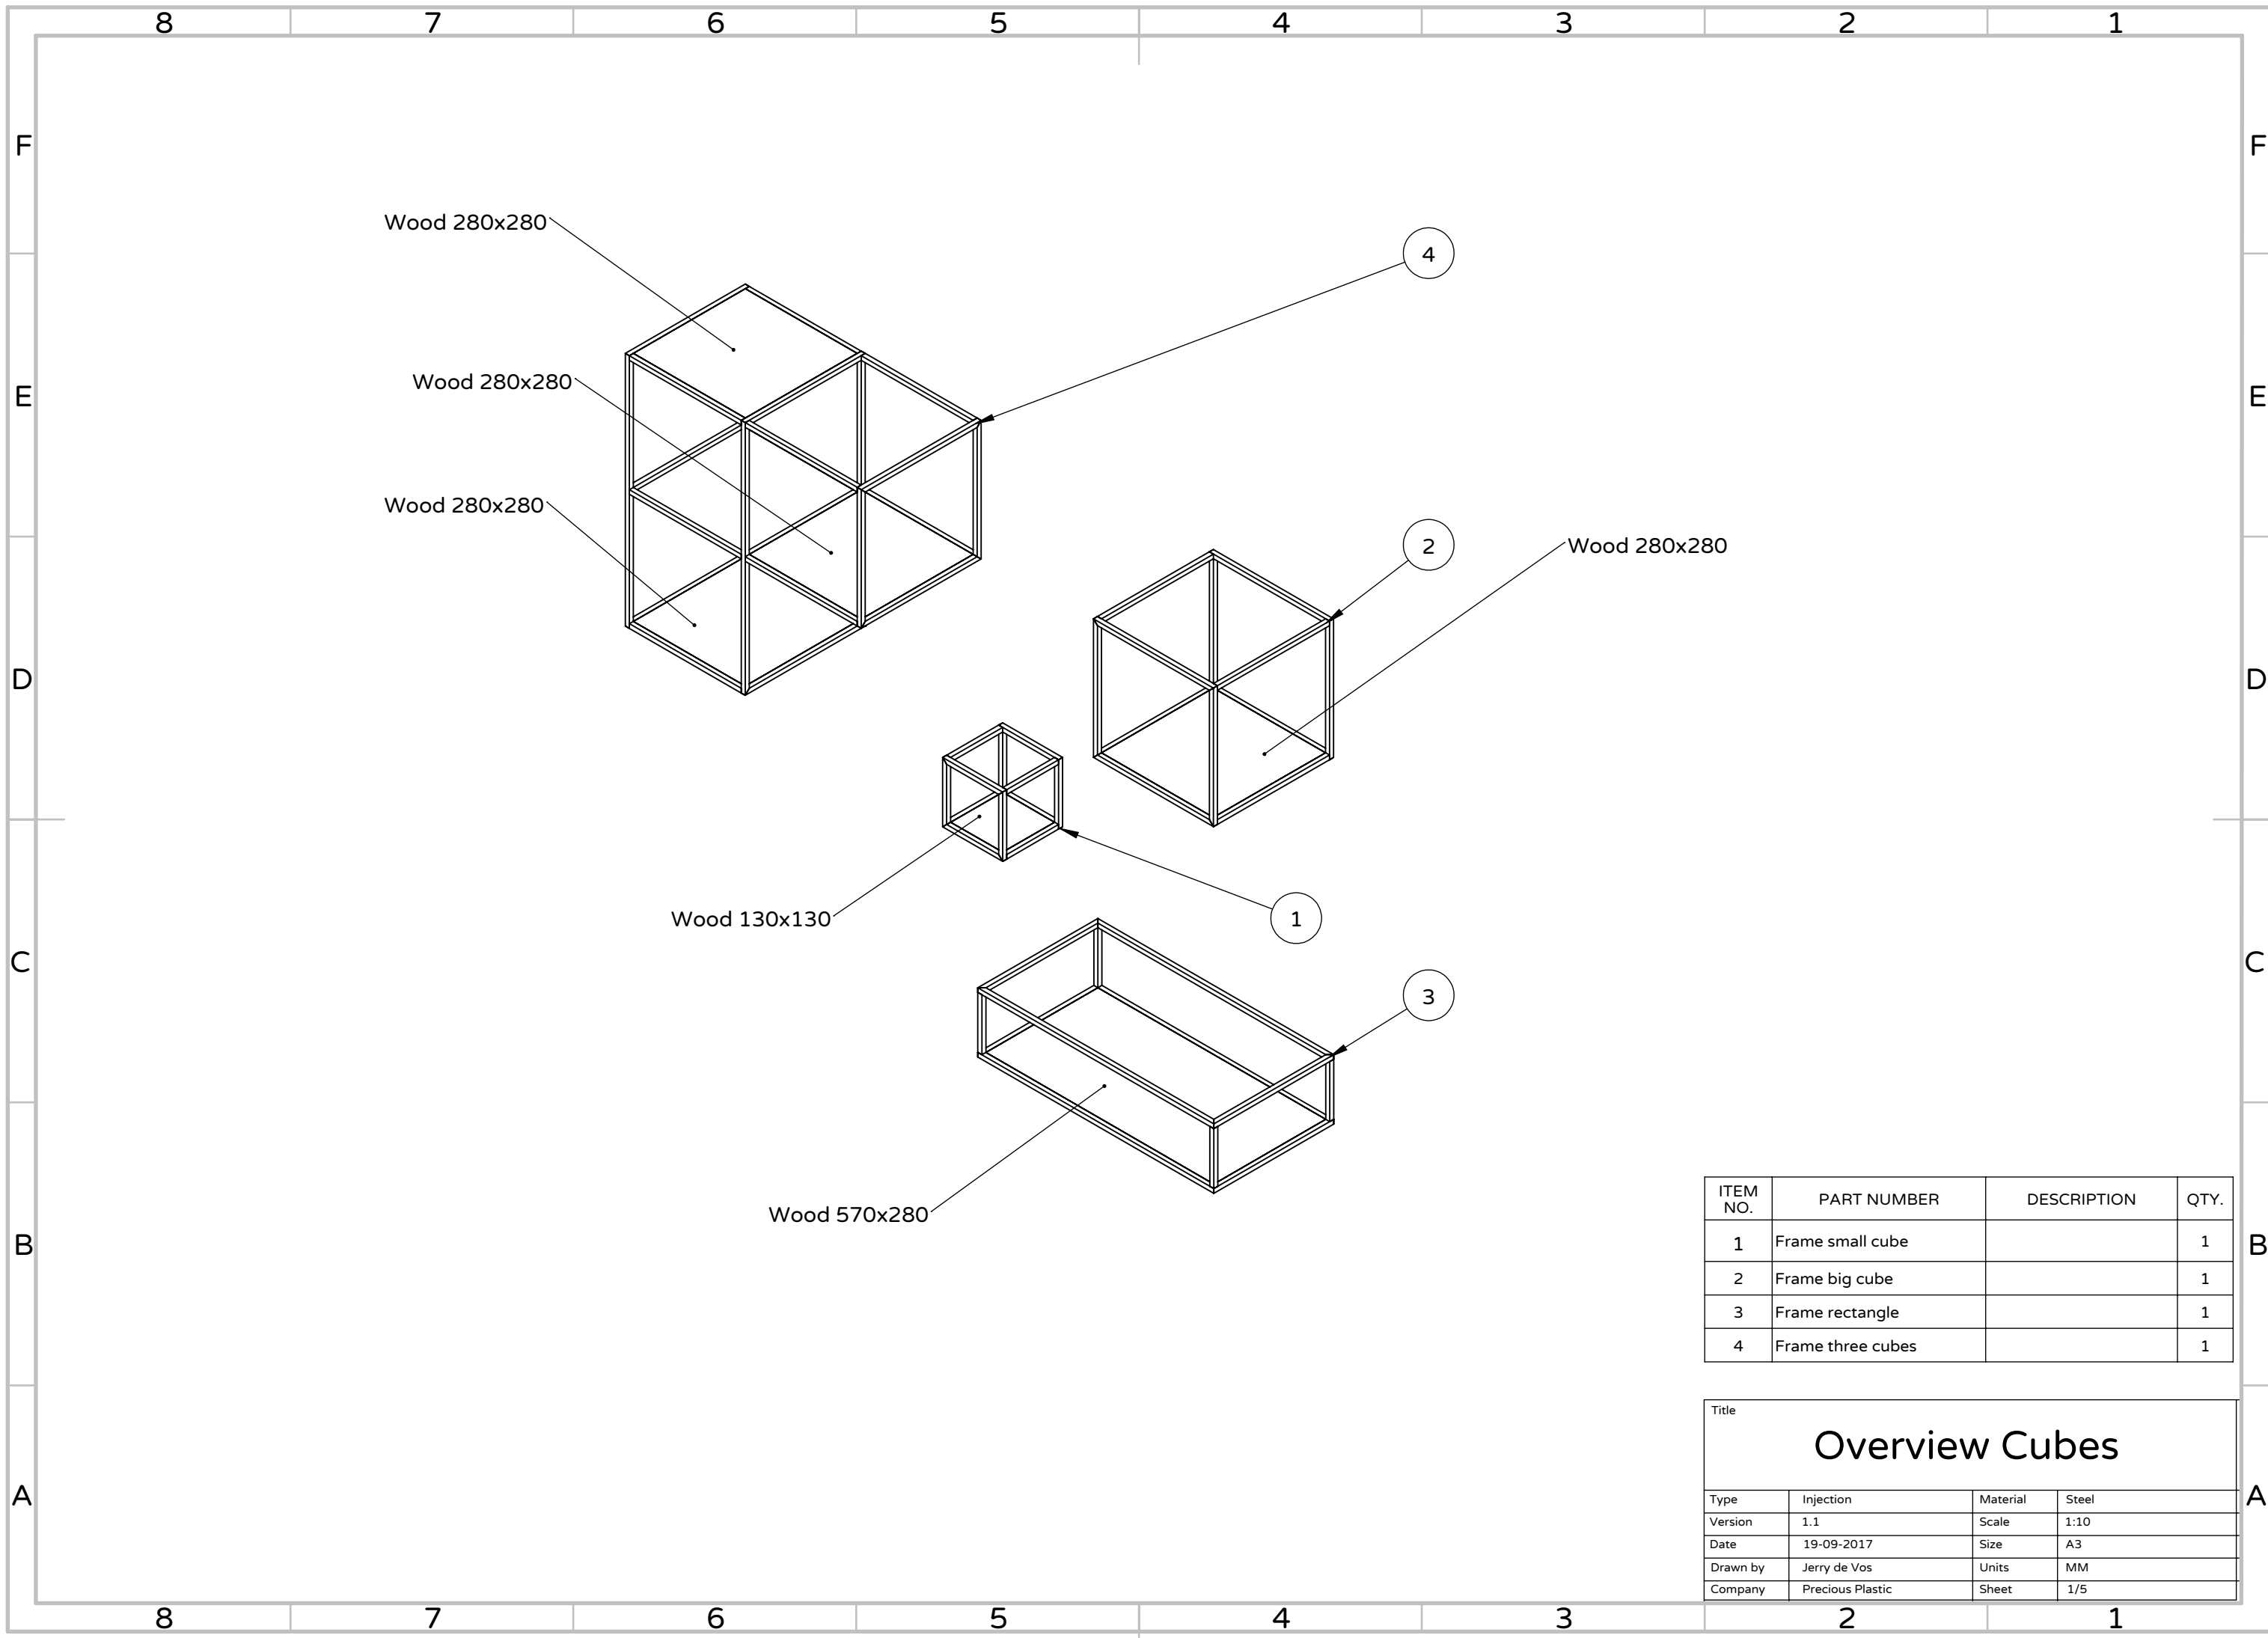 8 7 6 5 4 3 2 1
F F
Wood 280x280
4
E E
Wood 280x280
Wood 280x280
2
Wood 280x280
D D
Wood 130x130
1
C C
3
Wood 570x280
B B
ITEM NO. PART NUMBER DESCRIPTION QTY.
1 Frame small cube 1
2 Frame big cube 1
3 Frame rectangle 1
4 Frame three cubes 1
Title
Overview Cubes
A A
Type Injection Material Steel
Version 1.1 Scale 1:10
Date 19-09-2017 Size A3
Drawn by Jerry de Vos Units MM
Company Precious Plastic Sheet 1/5
8 7 6 5 4 3 2 1